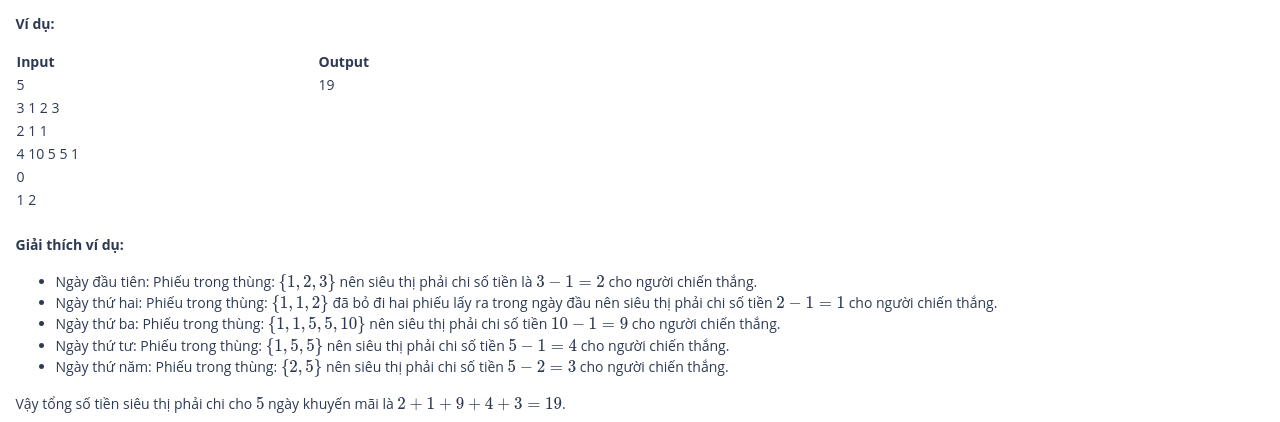 Ví dụ:
Input Output
5 19
3 1 2 3
2 1 1
4 10 5 5 1
0
1 2
Giải thích ví dụ:
Ngày đầu tiên: Phiếu trong thùng: {1, 2, 3} nên siêu thị phải chi số tiền là 3 − 1 = 2 cho người chiến thắng.
Ngày thứ hai: Phiếu trong thùng: {1, 1, 2} đã bỏ đi hai phiếu lấy ra trong ngày đầu nên siêu thị phải chi số tiền 2 − 1 = 1 cho người chiến thắng.
Ngày thứ ba: Phiếu trong thùng: {1, 1, 5, 5, 10} nên siêu thị phải chi số tiền 10 − 1 = 9 cho người chiến thắng.
Ngày thứ tư: Phiếu trong thùng: {1, 5, 5} nên siêu thị phải chi số tiền 5 − 1 = 4 cho người chiến thắng.
Ngày thứ năm: Phiếu trong thùng: {2, 5} nên siêu thị phải chi số tiền 5 − 2 = 3 cho người chiến thắng.
Vậy tổng số tiền siêu thị phải chi cho 5 ngày khuyến mãi là 2 + 1 + 9 + 4 + 3 = 19.